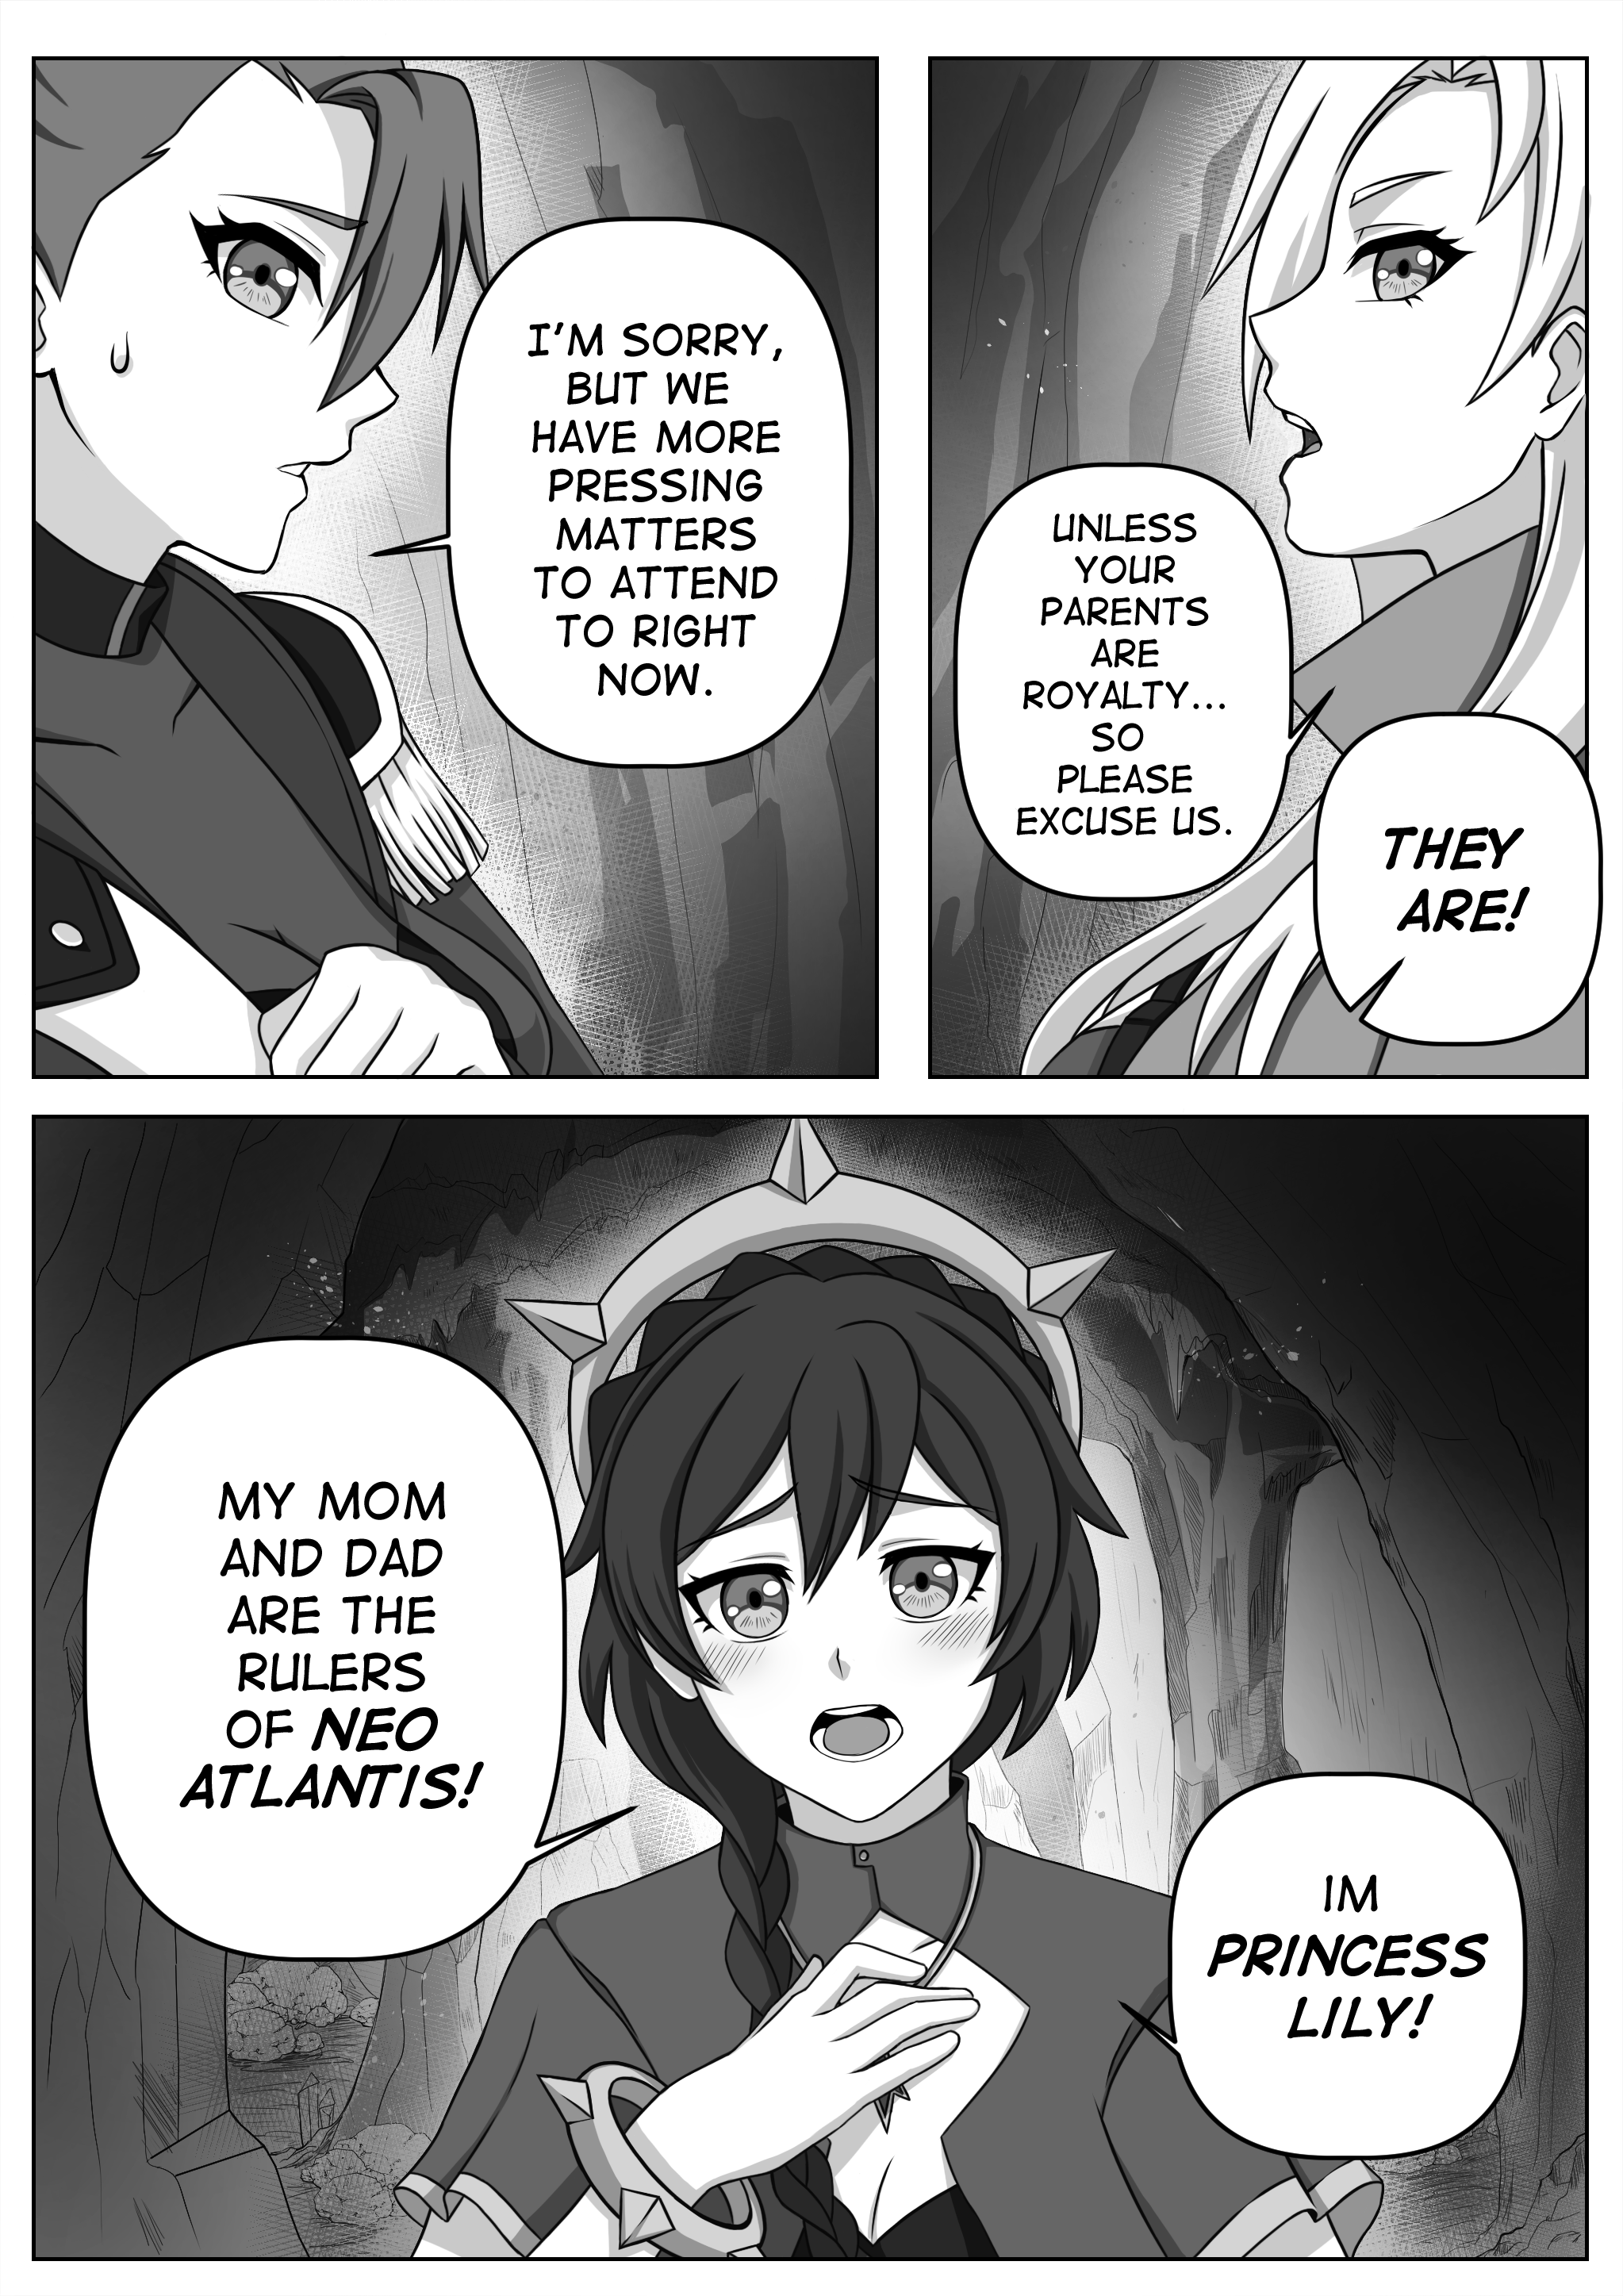 I'M SORRY,
BUT WE
HAVE MORE
PRESSING
MATTERS
TO ATTEND
TO RIGHT
NOW.
UNLESS
YOUR
PARENTS
ARE
ROYALTY...
SO
PLEASE
EXCUSE US.
THEY
ARE!
MY MOM
AND DAD
ARE THE
RULERS
OF NEO
ATLANTIS!
IM
PRINCESS
LILY!